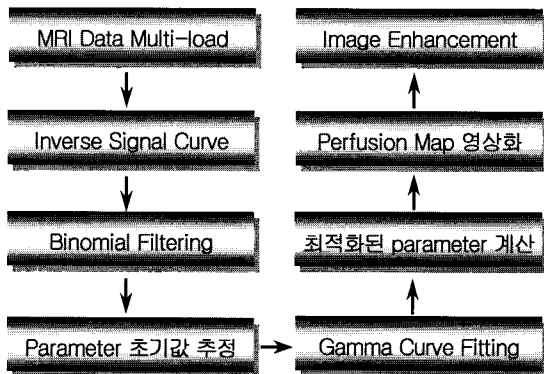 MRI Data Multi-load
Inverse Signal Curve
Binomial Filtering
Parameter 초기값 추정
Gamma Curve Fitting
최적화된 parameter 계산
Perfusion Map 영상화
Image Enhancement